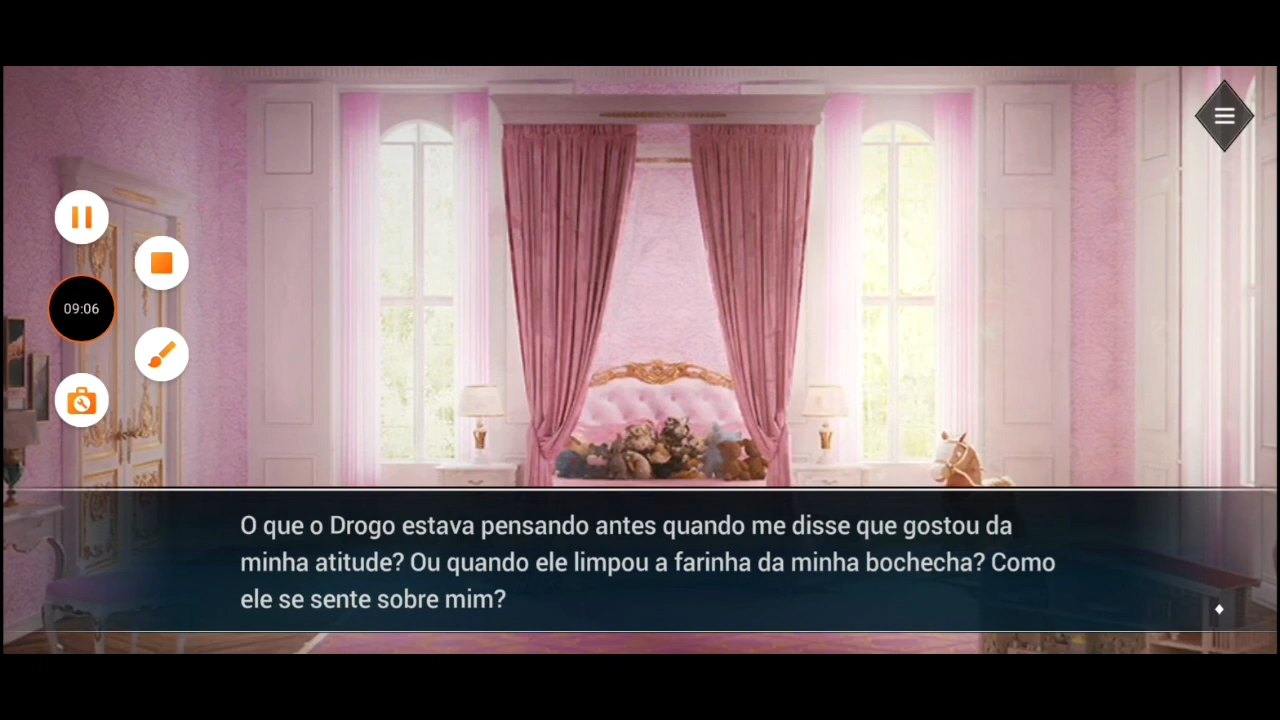 09:06
O que o Drogo estava pensando antes quando me disse que gostou da
minha atitude? Ou quando ele limpou a farinha da minha bochecha? Como
ele se sente sobre mim?